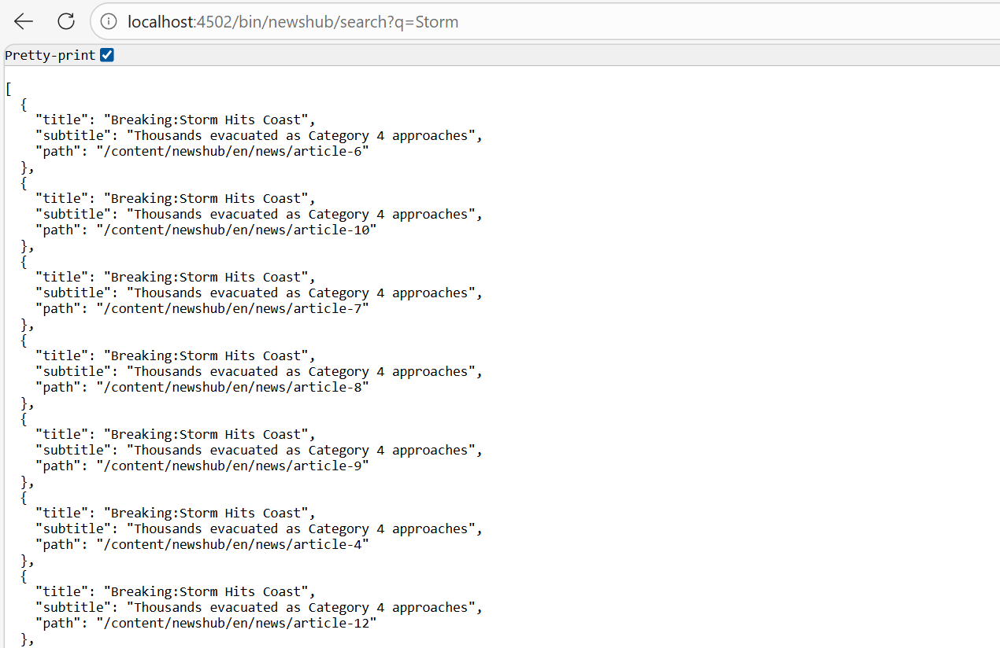 localhost:4502/bin/newshub/search?q=Storm
Pretty-print
[
  {
    "title": "Breaking:Storm Hits Coast",
    "subtitle": "Thousands evacuated as Category 4 approaches",
    "path": "/content/newshub/en/news/article-6"
  },
  {
    "title": "Breaking:Storm Hits Coast",
    "subtitle": "Thousands evacuated as Category 4 approaches",
    "path": "/content/newshub/en/news/article-10"
  },
  {
    "title": "Breaking:Storm Hits Coast",
    "subtitle": "Thousands evacuated as Category 4 approaches",
    "path": "/content/newshub/en/news/article-7"
  },
  {
    "title": "Breaking:Storm Hits Coast",
    "subtitle": "Thousands evacuated as Category 4 approaches",
    "path": "/content/newshub/en/news/article-8"
  },
  {
    "title": "Breaking:Storm Hits Coast",
    "subtitle": "Thousands evacuated as Category 4 approaches",
    "path": "/content/newshub/en/news/article-9"
  },
  {
    "title": "Breaking:Storm Hits Coast",
    "subtitle": "Thousands evacuated as Category 4 approaches",
    "path": "/content/newshub/en/news/article-4"
  },
  {
    "title": "Breaking:Storm Hits Coast",
    "subtitle": "Thousands evacuated as Category 4 approaches",
    "path": "/content/newshub/en/news/article-12"
  },